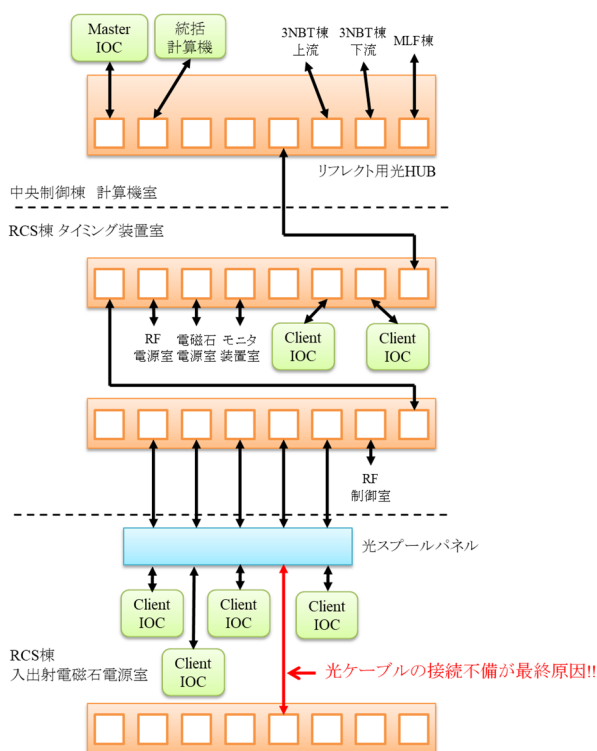 Master
IOC
統括
計算機
3NBT棟
上流
3NBT棟
下流
MLF棟
リフレクト用光HUB
中央制御棟 計算機室
RCS棟 タイミング装置室
RF
電源室
電磁石
電源室
モニタ
装置室
Client
IOC
Client
IOC
RF
制御室
光スプールパネル
Client
IOC
Client
IOC
Client
IOC
Client
IOC
RCS棟
入出射電磁石電源室
光ケーブルの接続不備が最終原因!!